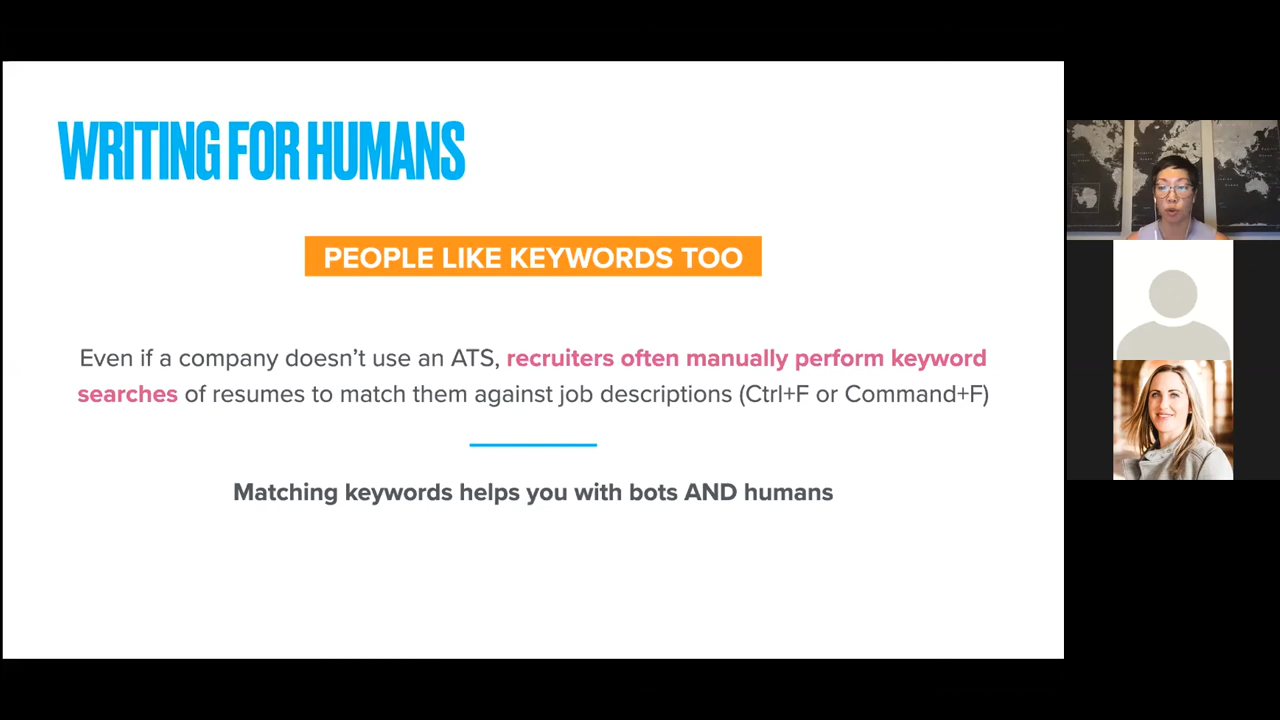 WRITING FOR HUMANS
PEOPLE LIKE KEYWORDS TOO
Even if a company doesn’t use an ATS, recruiters often manually perform keyword
searches of resumes to match them against job descriptions (Ctrl+F or Command+F)
Matching keywords helps you with bots AND humans